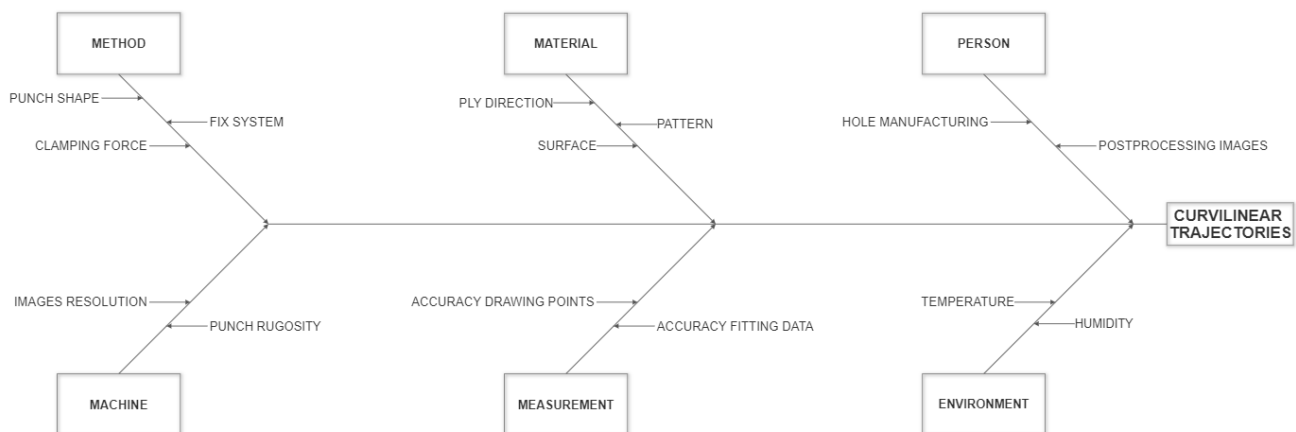 METHOD
MATERIAL
PERSON
PUNCH SHAPE
FIX SYSTEM
CLAMPING FORCE
PLY DIRECTION
PATTERN
SURFACE
HOLE MANUFACTURING
POSTPROCESSING IMAGES
CURVILINEAR
TRAJECTORIES
IMAGES RESOLUTION
PUNCH RUGOSITY
ACCURACY DRAWING POINTS
ACCURACY FITTING DATA
TEMPERATURE
HUMIDITY
MACHINE
MEASUREMENT
ENVIRONMENT